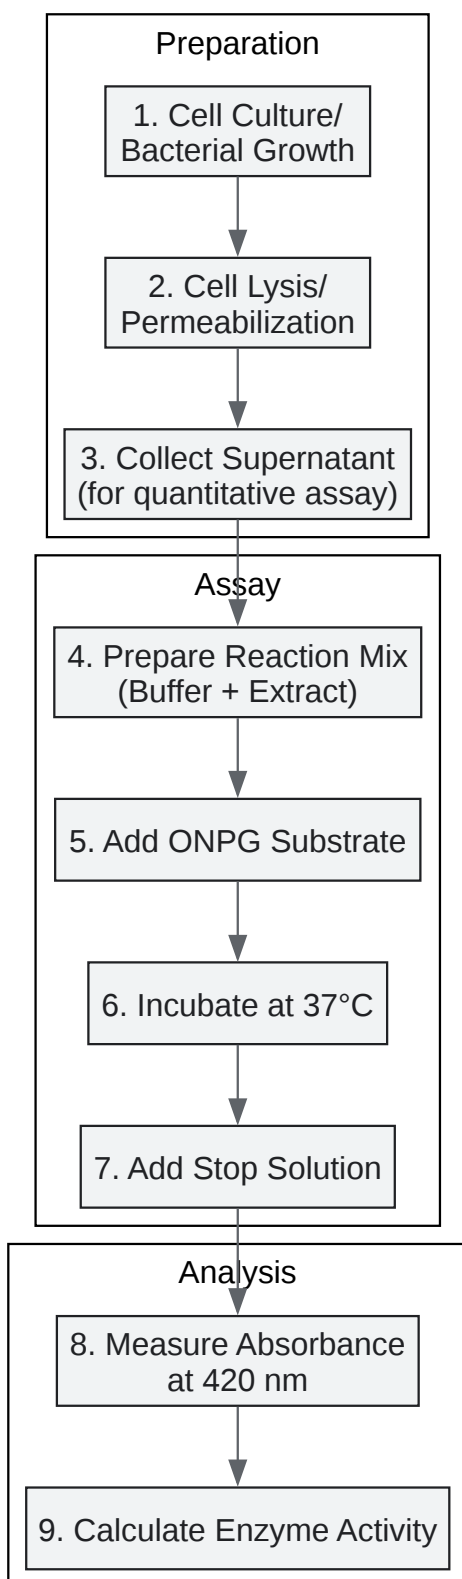 Preparation
1. Cell Culture/
Bacterial Growth
2. Cell Lysis/
Permeabilization
3. Collect Supernatant
(for quantitative assay)
Assay
4. Prepare Reaction Mix
(Buffer + Extract)
5. Add ONPG Substrate
6. Incubate at 37°C
7. Add Stop Solution
Analysis
8. Measure Absorbance
at 420 nm
9. Calculate Enzyme Activity